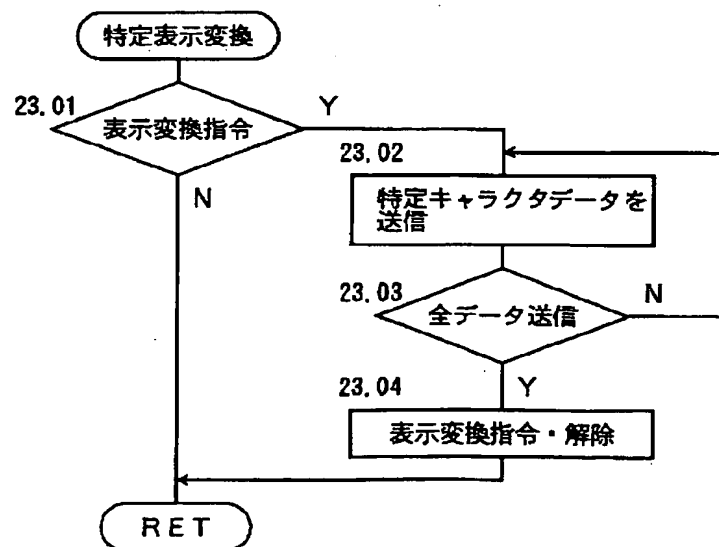 特定表示変換
23.01
Y
表示変換指令
23.02
N
特定キャラクタデータを
送信
23.03
N
全データ送信
23.04
Y
表示変換指令・解除
RET